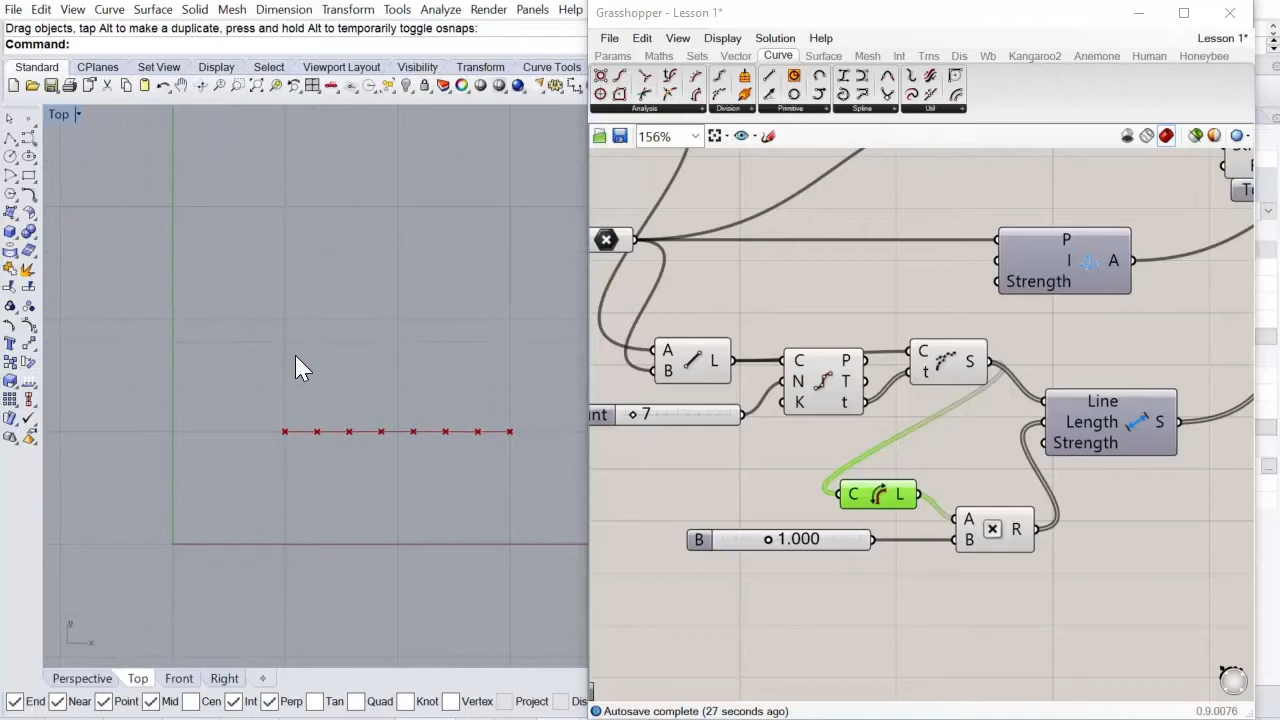 File Edit View Curve Surface Solid Mesh Dimension Transform Tools Analyze Render Panels
Drag objects, tap Alt to make a duplicate, press and hold Alt to temporarily toggle osnaps:
Command:
Standard CPlanes Set View Display Select Viewport Layout Visibility Transform Curve Tools
Top
y
x
Perspective Top Front Right
End Near Point Mid Cen Int Perp Tan Quad Knot Vertex Project Dis
Grasshopper - Lesson 1*
File Edit View Display Solution Help Lesson 1*
Params Maths Sets Vector Curve Surface Mesh Int Trns Dis Wb Kangaroo2 Anemone Human Honeybee
Analysis Division Primitive Spline Util
156%
P
I A
Strength
A
B L
C P
N T
K t
C
t S
unt 7
Line
Length S
Strength
C L
A
B R
B 1.000
Autosave complete (27 seconds ago) 0.9.0076